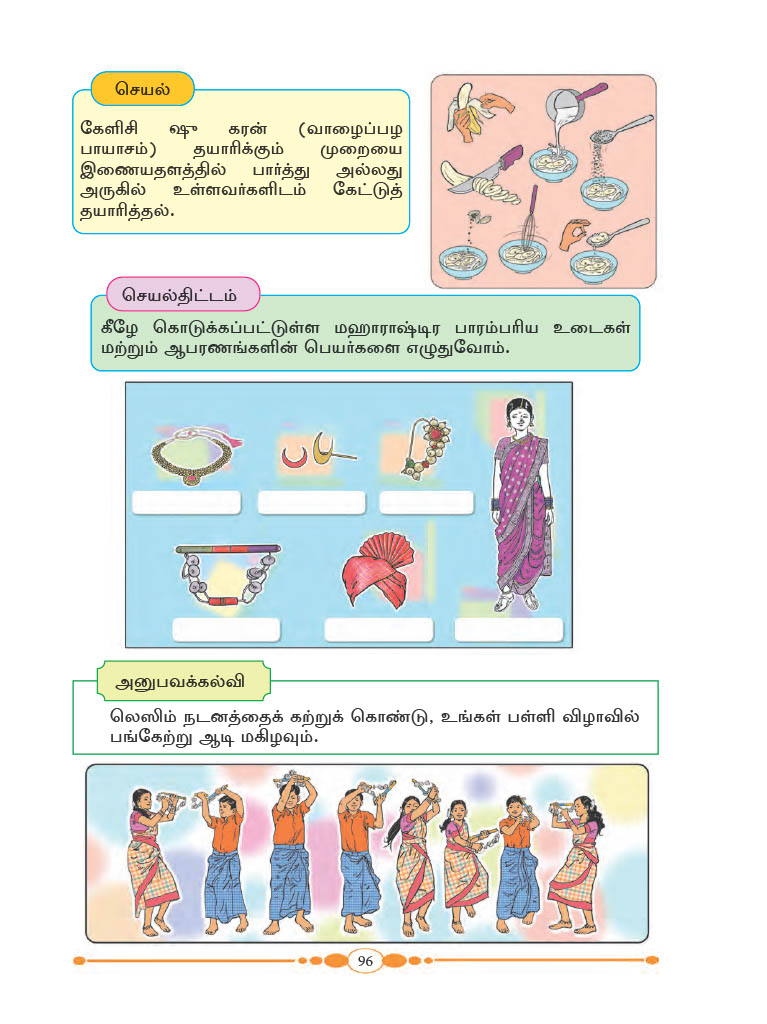 செயல்
கேளிசி ஷு கரன் (வாழைப்பழ
பாயாசம்) தயாரிக்கும் முறையை
இணையதளத்தில் பார்த்து அல்லது
அருகில் உள்ளவர்களிடம் கேட்டுத்
தயாரித்தல்.
செயல்திட்டம்
கீழே கொடுக்கப்பட்டுள்ள மஹாராஷ்டிர பாரம்பரிய உடைகள்
மற்றும் ஆபரணங்களின் பெயர்களை எழுதுவோம்.
அனுபவக்கல்வி
லெஸிம் நடனத்தைக் கற்றுக் கொண்டு, உங்கள் பள்ளி விழாவில்
பங்கேற்று ஆடி மகிழவும்.
96